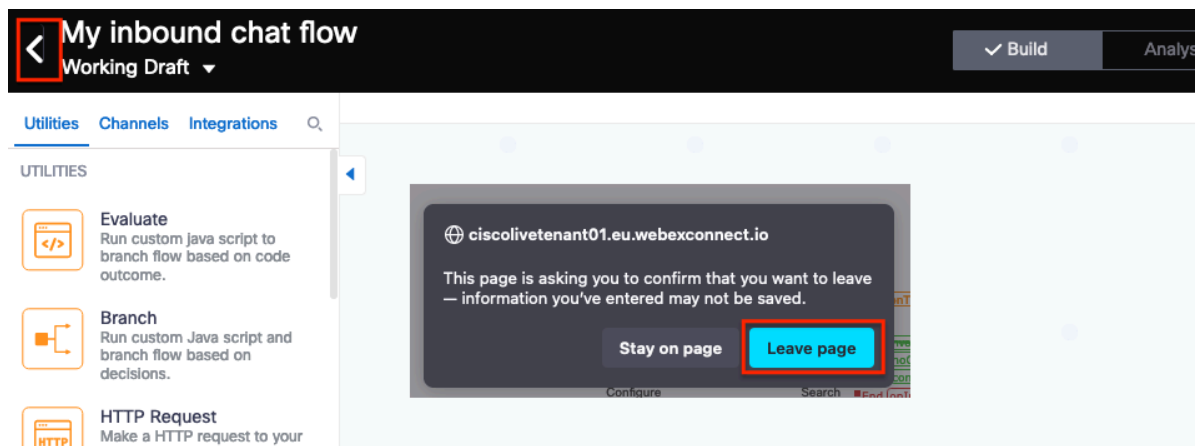 My inbound chat flow
Working Draft
Build
Utilities Channels Integrations
UTILITIES
Evaluate
Run custom java script to
branch flow based on code
outcome.
Branch
Run custom Java script and
branch flow based on
decisions.
HTTP Request
Make a HTTP request to your
HTTP
ciscolivetenant01.eu.webexconnect.io
This page is asking you to confirm that you want to leave
— information you've entered may not be saved.
Stay on page Leave page
Configure Search